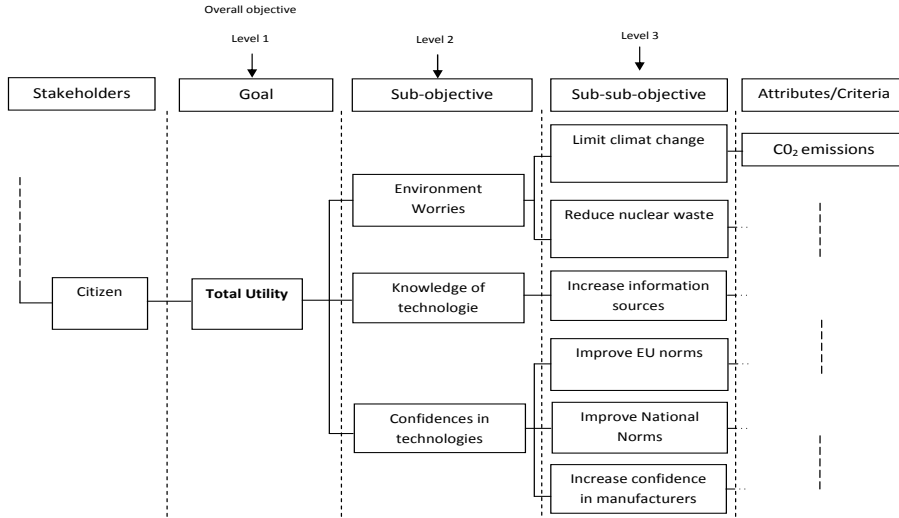 Overall objective
Level 1
Level 2
Level 3
Stakeholders
Goal
Sub-objective
Sub-sub-objective
Attributes/Criteria
Limit climat change
C0₂ emissions
Environment
Worries
Reduce nuclear waste
Citizen
Total Utility
Knowledge of
technologie
Increase information
sources
Improve EU norms
Confidences in
technologies
Improve National
Norms
Increase confidence
in manufacturers